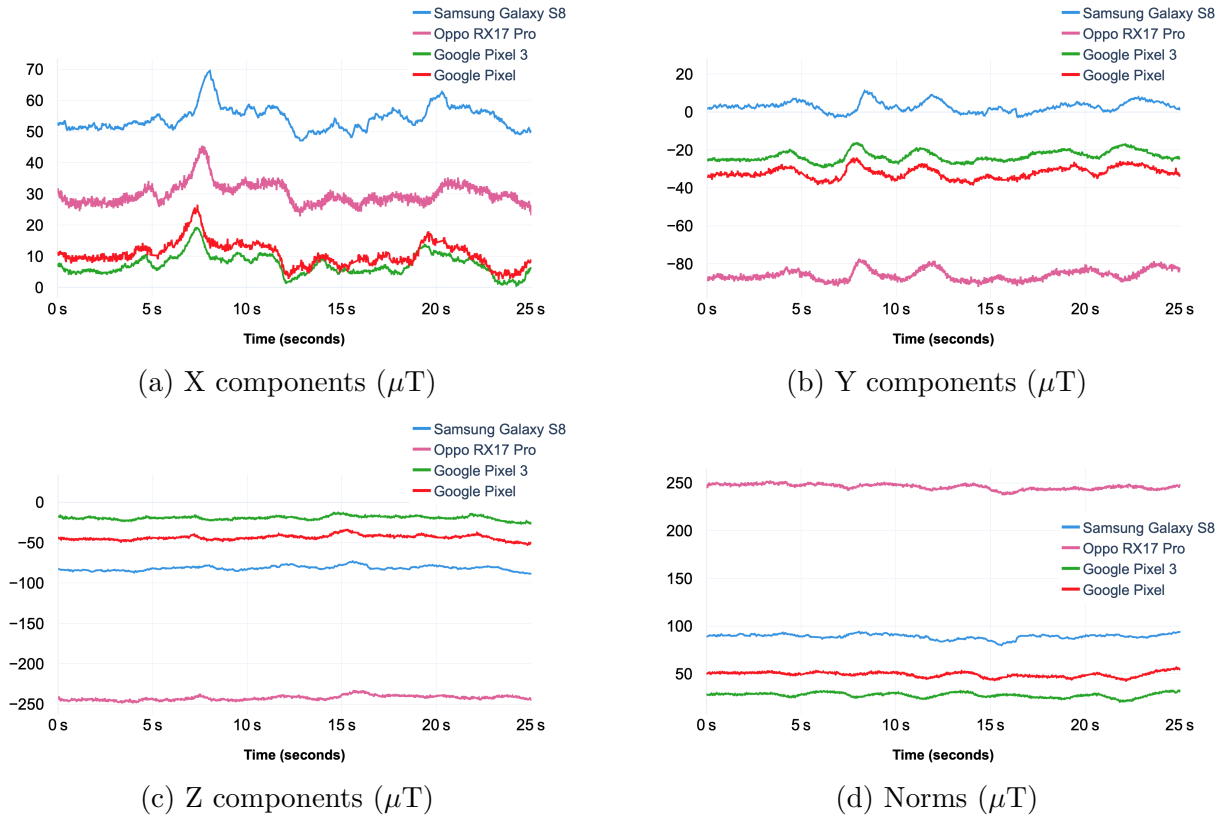 Samsung Galaxy S8
Oppo RX17 Pro
Google Pixel 3
Google Pixel
70
60
50
40
30
20
10
0
0 s 5 s 10 s 15 s 20 s 25 s
Time (seconds)
(a) X components (μT)
Samsung Galaxy S8
Oppo RX17 Pro
Google Pixel 3
Google Pixel
20
0
−20
−40
−60
−80
0 s 5 s 10 s 15 s 20 s 25 s
Time (seconds)
(b) Y components (μT)
Samsung Galaxy S8
Oppo RX17 Pro
Google Pixel 3
Google Pixel
0
−50
−100
−150
−200
−250
0 s 5 s 10 s 15 s 20 s 25 s
Time (seconds)
(c) Z components (μT)
250
200
150
100
50
Samsung Galaxy S8
Oppo RX17 Pro
Google Pixel 3
Google Pixel
0 s 5 s 10 s 15 s 20 s 25 s
Time (seconds)
(d) Norms (μT)